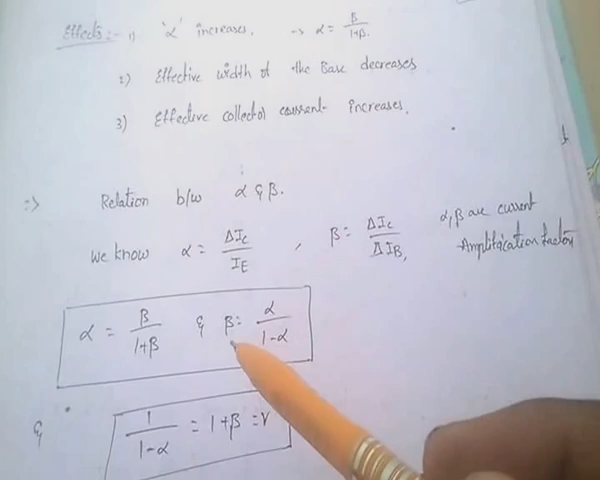 Effects:- 1) 'α' increases. → α = β/1+β.
2) Effective width of the Base decreases
3) Effective collector current increases.
⇒ Relation b/w α & β.
we know α = ΔIc/IE , β = ΔIc/ΔIB, α,β are current Amplification factors
α = β/1+β & β = α/1-α
& 1/1-α = 1+β = γ